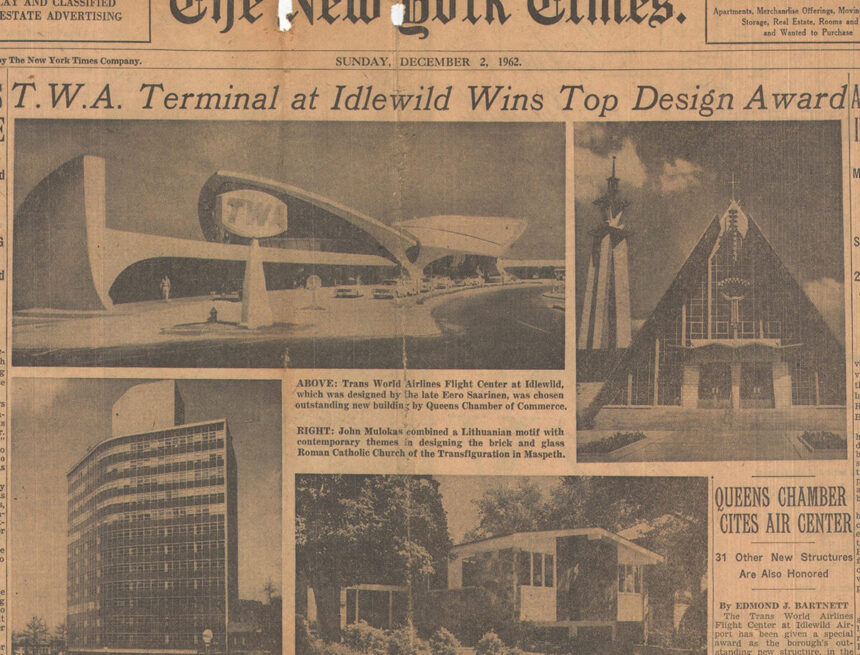 AY AND CLASSIFIED
ESTATE ADVERTISING
The New York Times.
Apartments, Merchandise Offerings, Movin
Storage, Real Estate, Rooms and
and Wanted to Purchase
by The New York Times Company.
SUNDAY, DECEMBER 2, 1962.
T.W.A. Terminal at Idlewild Wins Top Design Award
TWA
ABOVE: Trans World Airlines Flight Center at Idlewild,
which was designed by the late Eero Saarinen, was chosen
outstanding new building by Queens Chamber of Commerce.
RIGHT: John Mulokas combined a Lithuanian motif with
contemporary themes in designing the brick and glass
Roman Catholic Church of the Transfiguration in Maspeth.
QUEENS CHAMBER
CITES AIR CENTER
31 Other New Structures
Are Also Honored
By EDMOND J. BARTNETT
The Trans World Airlines
Flight Center at Idlewild Air-
port has been given a special
award as the borough's out-
standing new structure, in the